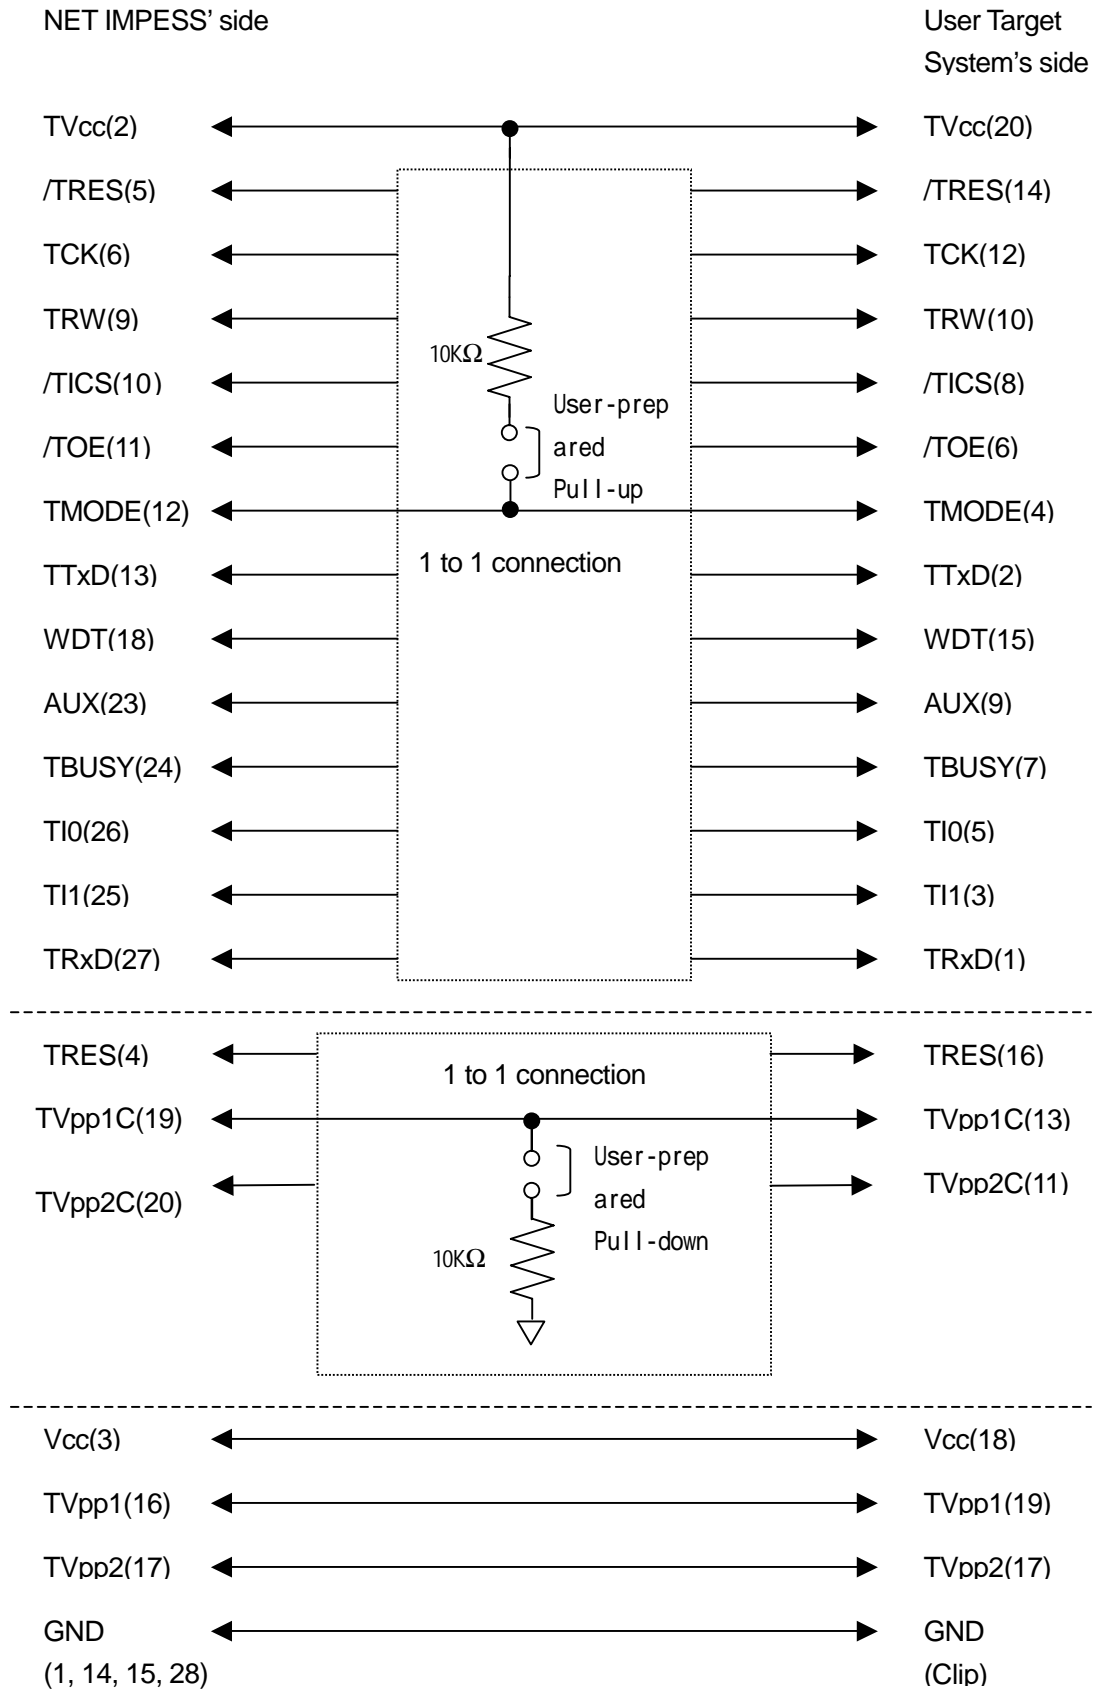 NET IMPESS’ side
User Target
System’s side
TVcc(2) TVcc(20)
/TRES(5) /TRES(14)
TCK(6) TCK(12)
TRW(9) TRW(10)
10KΩ
/TICS(10) /TICS(8)
User-prep
/TOE(11) ared /TOE(6)
Pull-up
TMODE(12) TMODE(4)
1 to 1 connection
TTxD(13) TTxD(2)
WDT(18) WDT(15)
AUX(23) AUX(9)
TBUSY(24) TBUSY(7)
TI0(26) TI0(5)
TI1(25) TI1(3)
TRxD(27) TRxD(1)
TRES(4) TRES(16)
1 to 1 connection
TVpp1C(19) TVpp1C(13)
User-prep
TVpp2C(20) ared TVpp2C(11)
Pull-down
10KΩ
Vcc(3) Vcc(18)
TVpp1(16) TVpp1(19)
TVpp2(17) TVpp2(17)
GND GND
(1, 14, 15, 28) (Clip)